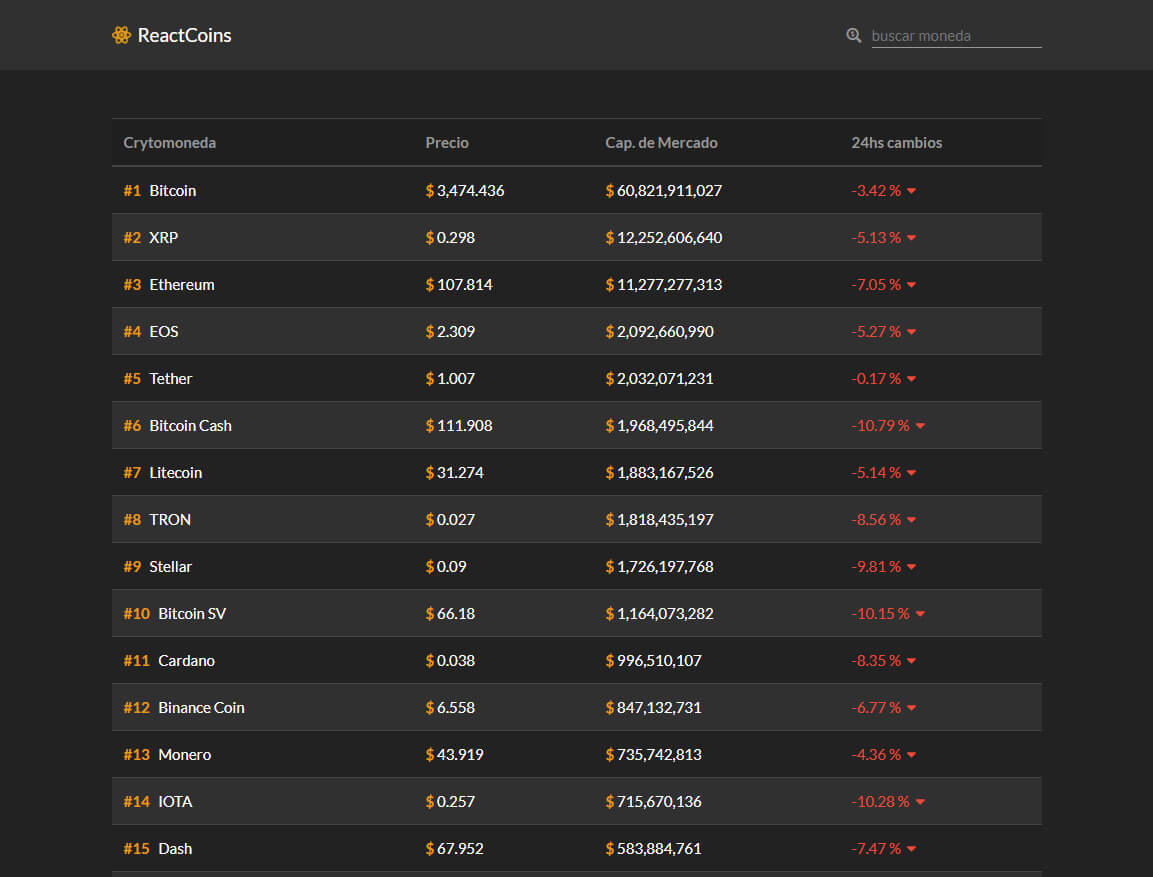 ReactCoins buscar moneda
Crytomoneda Precio Cap. de Mercado 24hs cambios
#1 Bitcoin $ 3,474.436 $ 60,821,911,027 -3.42 %
#2 XRP $ 0.298 $ 12,252,606,640 -5.13 %
#3 Ethereum $ 107.814 $ 11,277,277,313 -7.05 %
#4 EOS $ 2.309 $ 2,092,660,990 -5.27 %
#5 Tether $ 1.007 $ 2,032,071,231 -0.17 %
#6 Bitcoin Cash $ 111.908 $ 1,968,495,844 -10.79 %
#7 Litecoin $ 31.274 $ 1,883,167,526 -5.14 %
#8 TRON $ 0.027 $ 1,818,435,197 -8.56 %
#9 Stellar $ 0.09 $ 1,726,197,768 -9.81 %
#10 Bitcoin SV $ 66.18 $ 1,164,073,282 -10.15 %
#11 Cardano $ 0.038 $ 996,510,107 -8.35 %
#12 Binance Coin $ 6.558 $ 847,132,731 -6.77 %
#13 Monero $ 43.919 $ 735,742,813 -4.36 %
#14 IOTA $ 0.257 $ 715,670,136 -10.28 %
#15 Dash $ 67.952 $ 583,884,761 -7.47 %